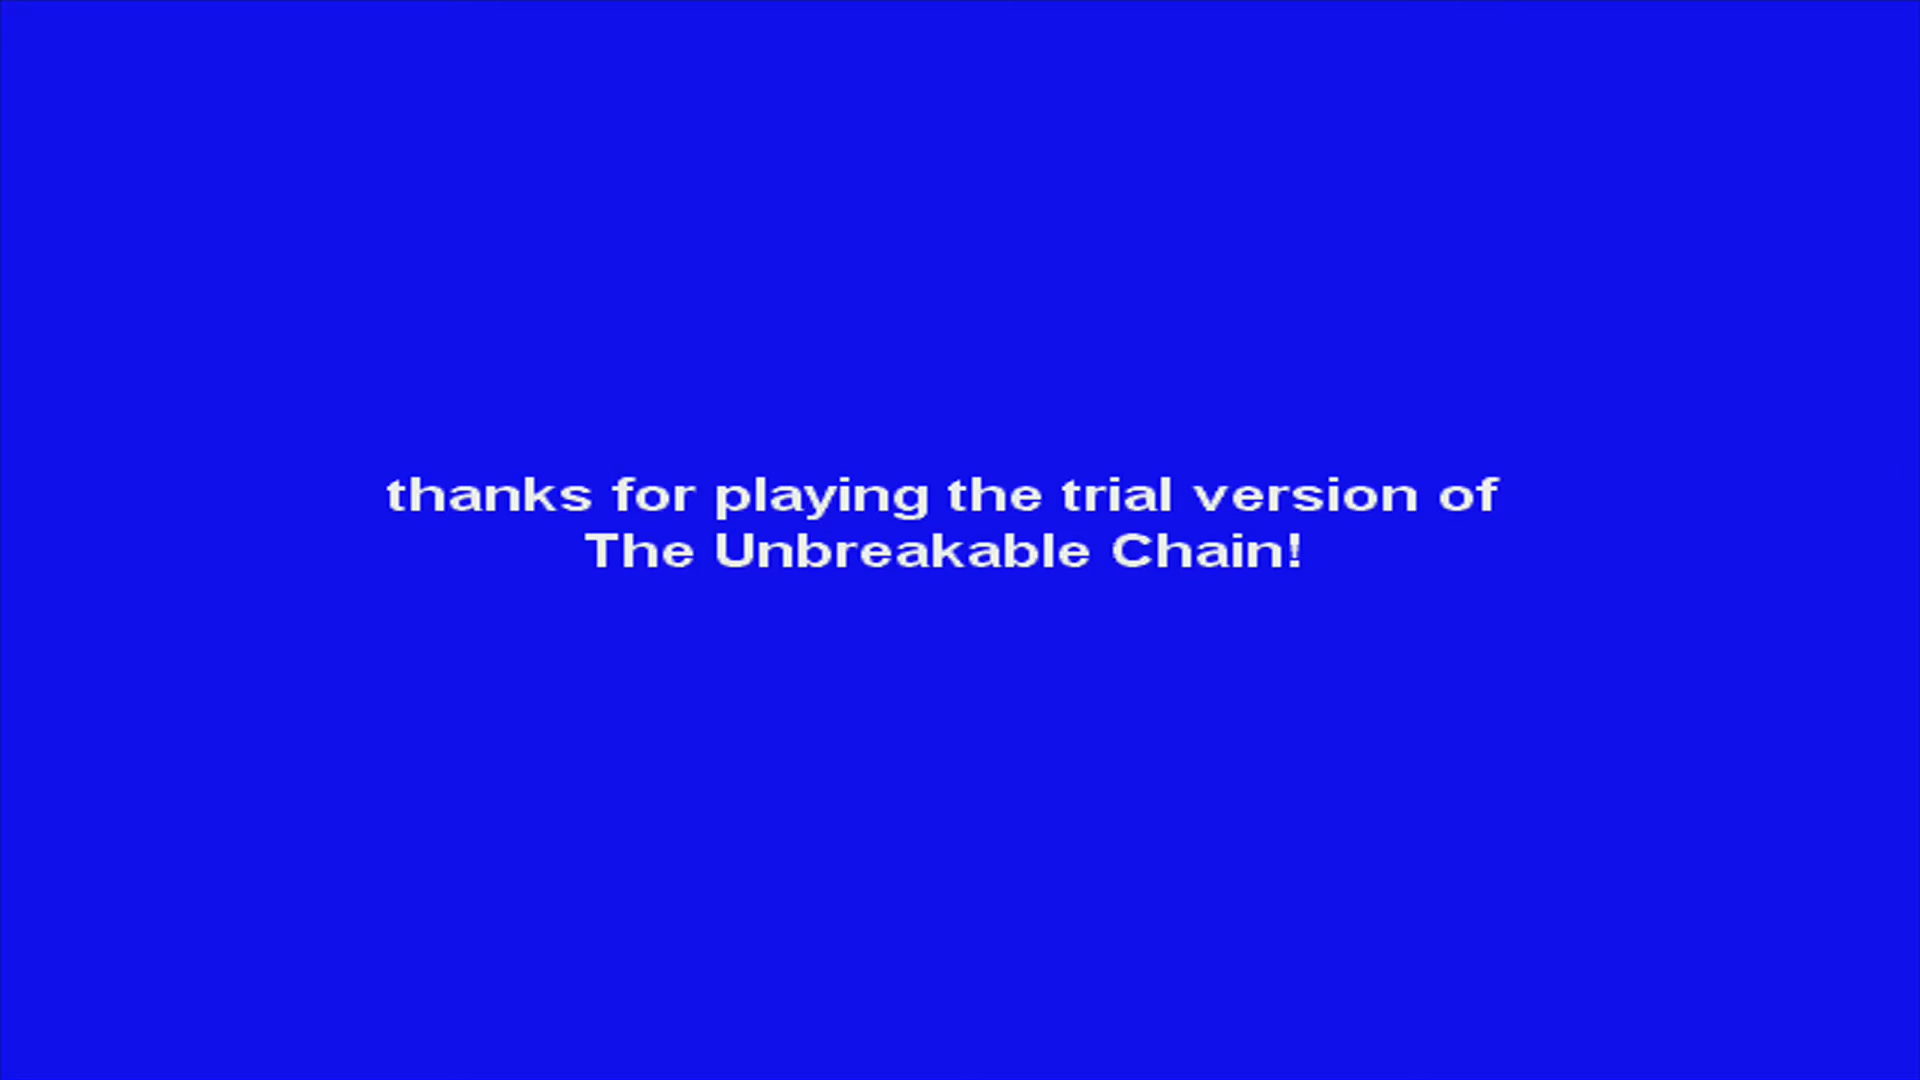 thanks for playing the trial version of
The Unbreakable Chain!